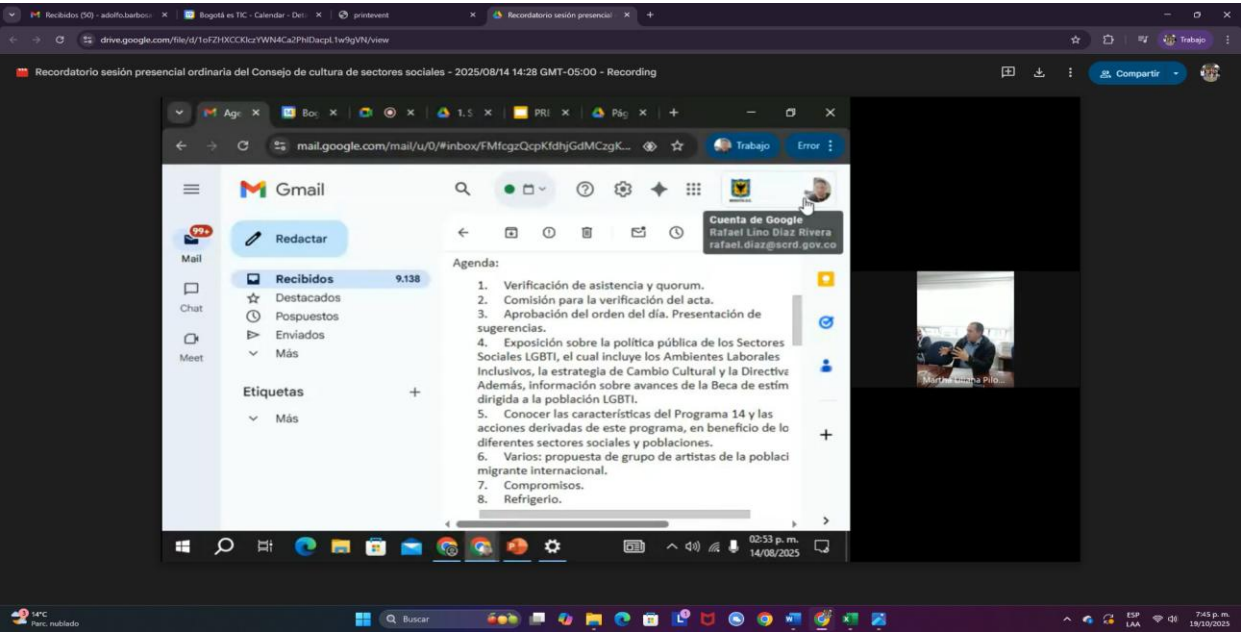 Recibidos (50) - adolfo.barbosa
Bogotá es TIC - Calendar - Det
printevent
Recordatorio sesión presencial
drive.google.com/file/d/
Trabajo
Recordatorio sesión presencial ordinaria del Consejo de cultura de sectores sociales - 2025/08/14 14:28 GMT-05:00 - Recording
Compartir
Age
Bog
1. S
PRE
Pág
mail.google.com/mail/u/0/
Trabajo
Error
Gmail
Cuenta de Google
Rafael Lino Diaz Rivera
rafael.diaz@scrd.gov.co
99+
Mail
Chat
Meet
Redactar
Recibidos 9.138
Destacados
Pospuestos
Enviados
Más
Etiquetas
Más
Agenda:
1. Verificación de asistencia y quorum.
2. Comisión para la verificación del acta.
3. Aprobación del orden del día. Presentación de
sugerencias.
4. Exposición sobre la política pública de los Sectores
Sociales LGBTI, el cual incluye los Ambientes Laborales
Inclusivos, la estrategia de Cambio Cultural y la Directiva
Además, información sobre avances de la Beca de estím
dirigida a la población LGBTI.
5. Conocer las características del Programa 14 y las
acciones derivadas de este programa, en beneficio de lo
diferentes sectores sociales y poblaciones.
6. Varios: propuesta de grupo de artistas de la poblaci
migrante internacional.
7. Compromisos.
8. Refrigerio.
Martha Liliana Pilo...
02:53 p. m.
14/08/2025
14°C
Parc. nublado
Buscar
ESP
LAA
7:45 p. m.
19/10/2025